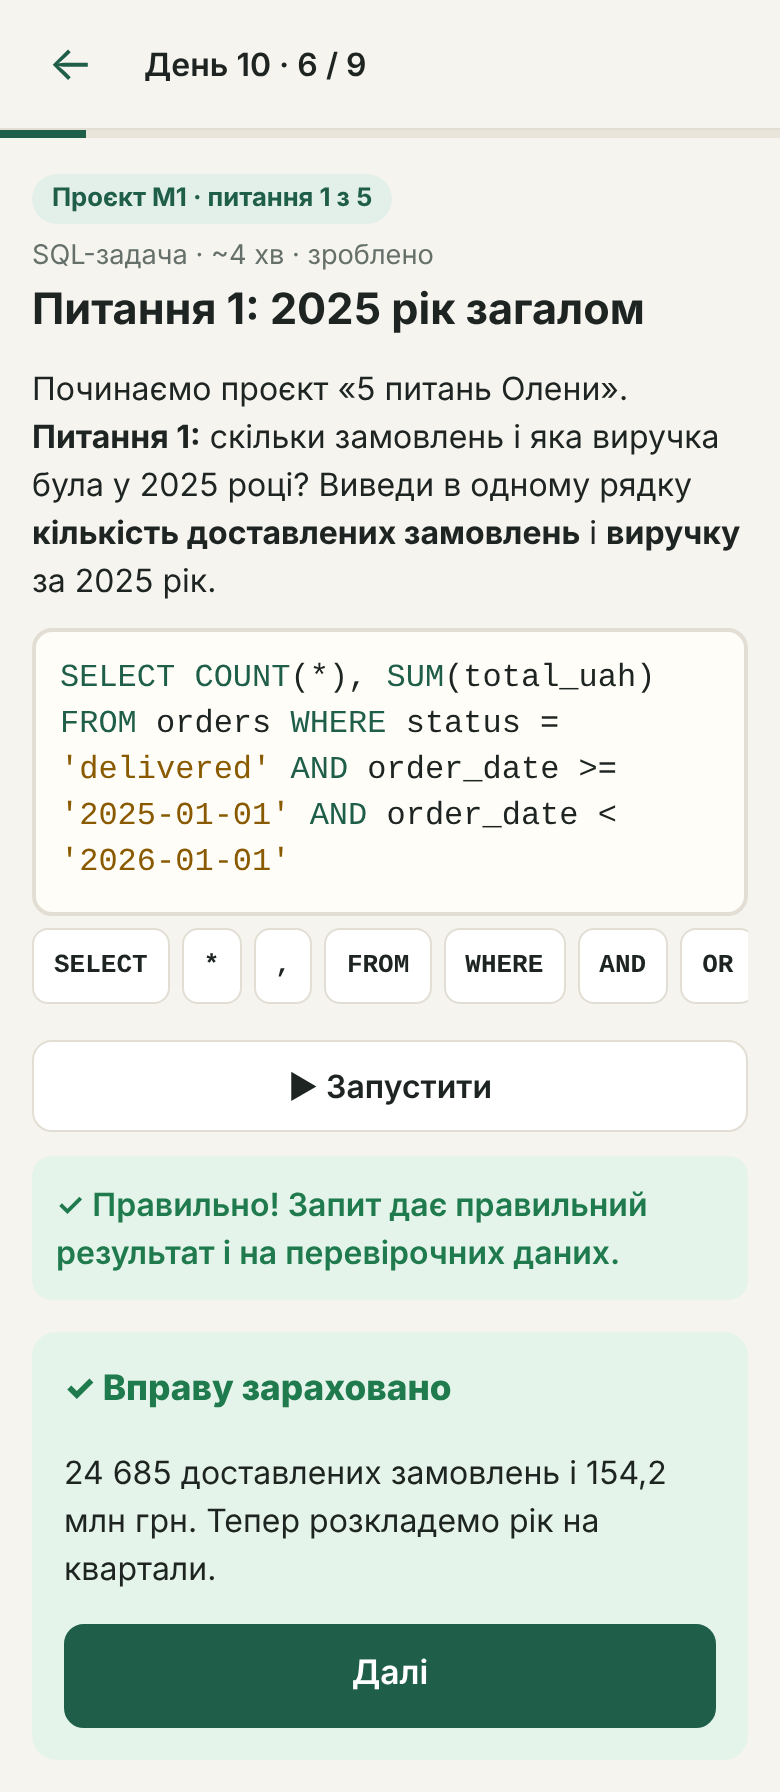 ← День 10 · 6 / 9
Проєкт М1 · питання 1 з 5
SQL-задача · ~4 хв · зроблено
Питання 1: 2025 рік загалом
Починаємо проєкт «5 питань Олени».
Питання 1: скільки замовлень і яка виручка
була у 2025 році? Виведи в одному рядку
кількість доставлених замовлень і виручку
за 2025 рік.
SELECT COUNT(*), SUM(total_uah)
FROM orders WHERE status =
'delivered' AND order_date >=
'2025-01-01' AND order_date <
'2026-01-01'
SELECT * , FROM WHERE AND OR
▶ Запустити
✓ Правильно! Запит дає правильний
результат і на перевірочних даних.
✓ Вправу зараховано
24 685 доставлених замовлень і 154,2
млн грн. Тепер розкладемо рік на
квартали.
Далі